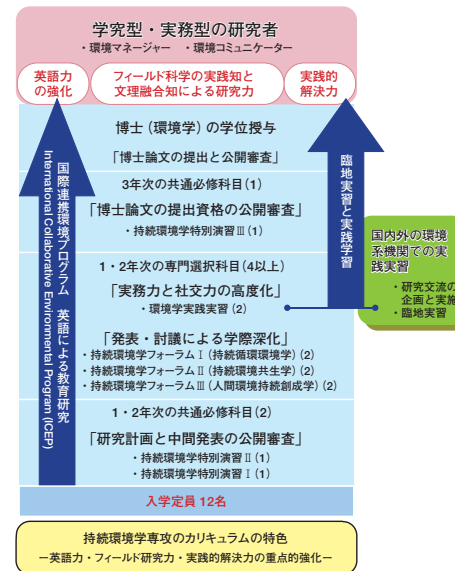 学究型・実務型の研究者
・環境マネージャー ・環境コミュニケーター
英語力
の強化
フィールド科学の実践知と
文理融合知による研究力
実践的
解決力
博士（環境学）の学位授与
「博士論文の提出と公開審査」
3年次の共通必修科目（1）
「博士論文の提出資格の公開審査」
・持続環境学特別演習Ⅲ（1）
1・2年次の専門選択科目（4以上）
「実務力と社交力の高度化」
・環境学実践実習（2）
「発表・討議による学際深化」
・持続環境学フォーラムⅠ（持続循環環境学）（2）
・持続環境学フォーラムⅡ（持続環境共生学）（2）
・持続環境学フォーラムⅢ（人間環境持続創成学）（2）
1・2年次の共通必修科目（2）
「研究計画と中間発表の公開審査」
・持続環境学特別演習Ⅱ（1）
・持続環境学特別演習Ⅰ（1）
入学定員 12名
国際連携環境プログラム 英語による教育研究
International Collaborative Environmental Program (ICEP)
臨地実習と実践学習
国内外の環境
系機関での実
践実習
・研究交流の
企画と実施
・臨地実習
持続環境学専攻のカリキュラムの特色
ー英語力・フィールド研究力・実践的解決力の重点的強化ー